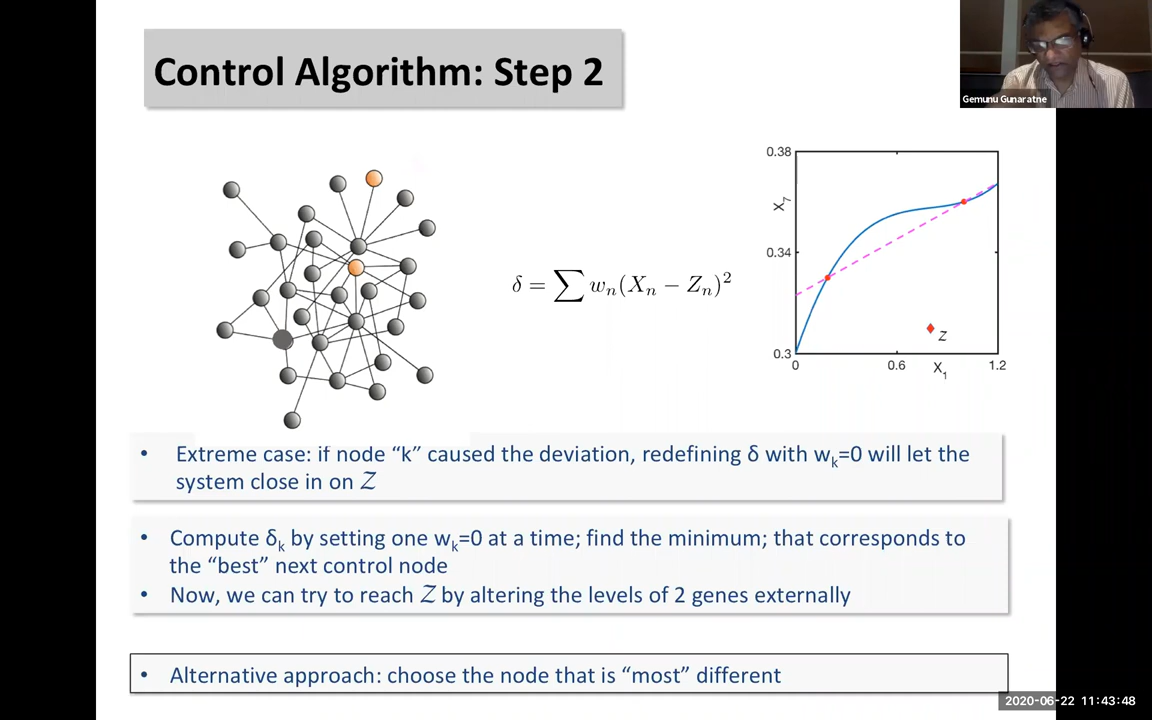 Control Algorithm: Step 2
Gemunu Gunaratne
δ = ∑ wₙ(Xₙ − Zₙ)²
0.38
X₇
0.34
0.3
Z
0
0.6
X₁
1.2
• Extreme case: if node “k” caused the deviation, redefining δ with wₖ=0 will let the
system close in on Z
• Compute δₖ by setting one wₖ=0 at a time; find the minimum; that corresponds to
the “best” next control node
• Now, we can try to reach Z by altering the levels of 2 genes externally
• Alternative approach: choose the node that is “most” different
2020-06-22 11:43:48